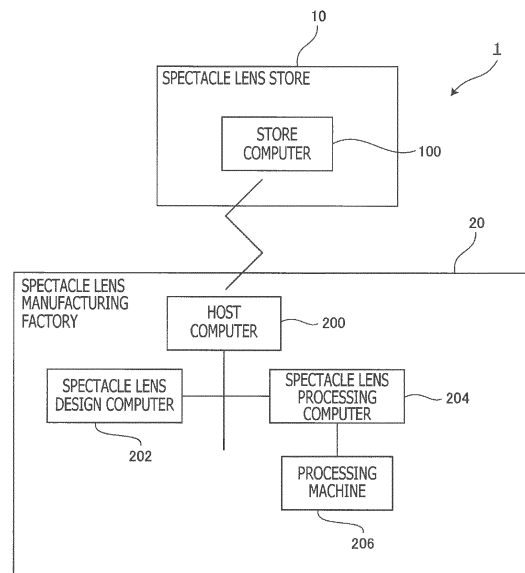 10
1
SPECTACLE LENS STORE
STORE
COMPUTER
100
20
SPECTACLE LENS
MANUFACTURING
FACTORY
HOST
COMPUTER
200
SPECTACLE LENS
DESIGN COMPUTER
202
SPECTACLE LENS
PROCESSING
COMPUTER
204
PROCESSING
MACHINE
206